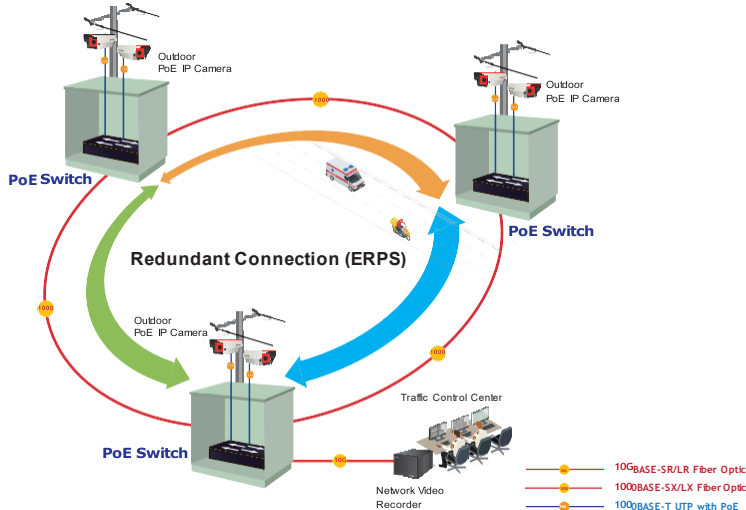 Outdoor
PoE IP Camera
Outdoor
PoE IP Camera
1000
PoE Switch
PoE Switch
Redundant Connection (ERPS)
1000
Outdoor
PoE IP Camera
1000
Traffic Control Center
PoE Switch
100
Network Video
Recorder
10GBASE-SR/LR Fiber Optic
1000BASE-SX/LX Fiber Optic
1000BASE-T UTP with PoE